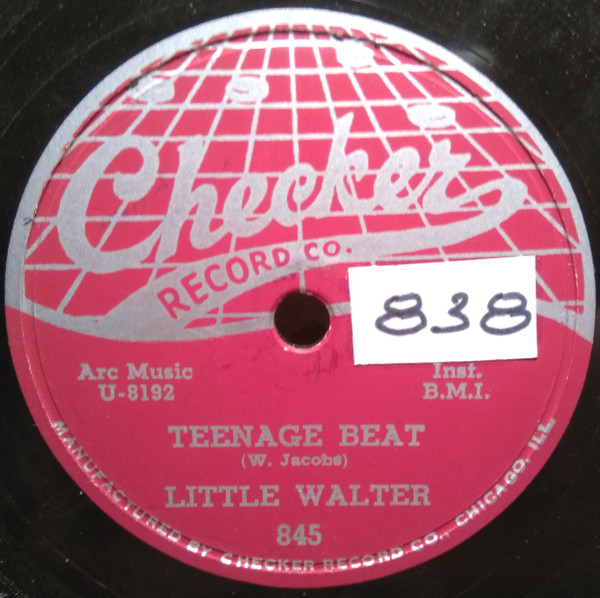 Checker
RECORD CO.
838
Arc Music
U-8192
Inst.
B.M.I.
TEENAGE BEAT
(W. Jacobs)
LITTLE WALTER
845
MANUFACTURED BY CHECKER RECORD CO., CHICAGO, ILL.